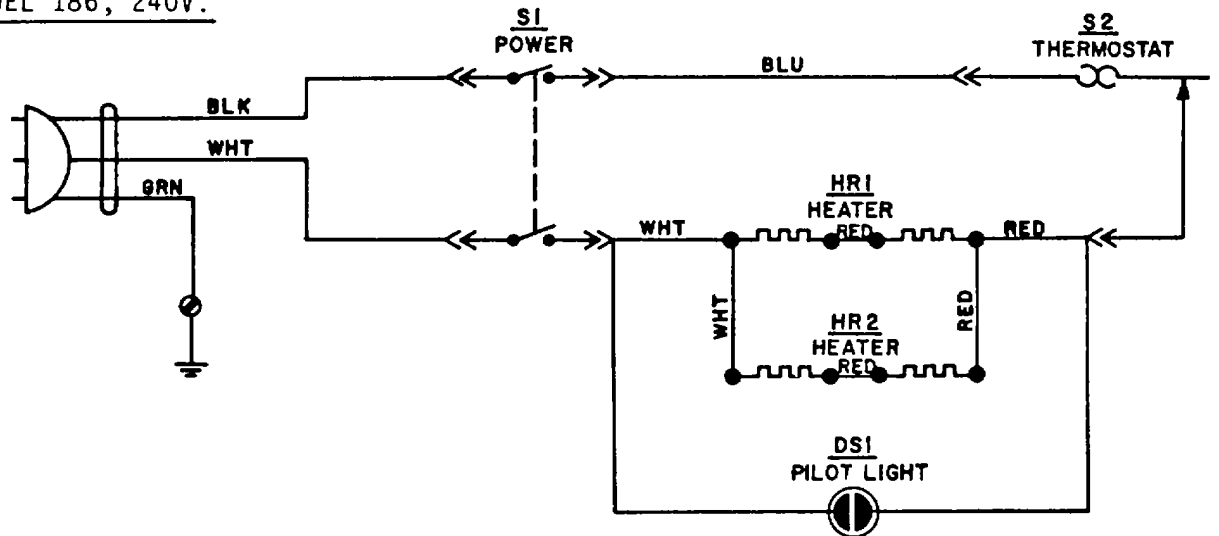 186, 240V.
S1
POWER
S2
THERMOSTAT
BLU
BLK
WHT
GRN
HR1
HEATER
WHT
RED
RED
WHT
RED
HR2
HEATER
RED
DS1
PILOT LIGHT